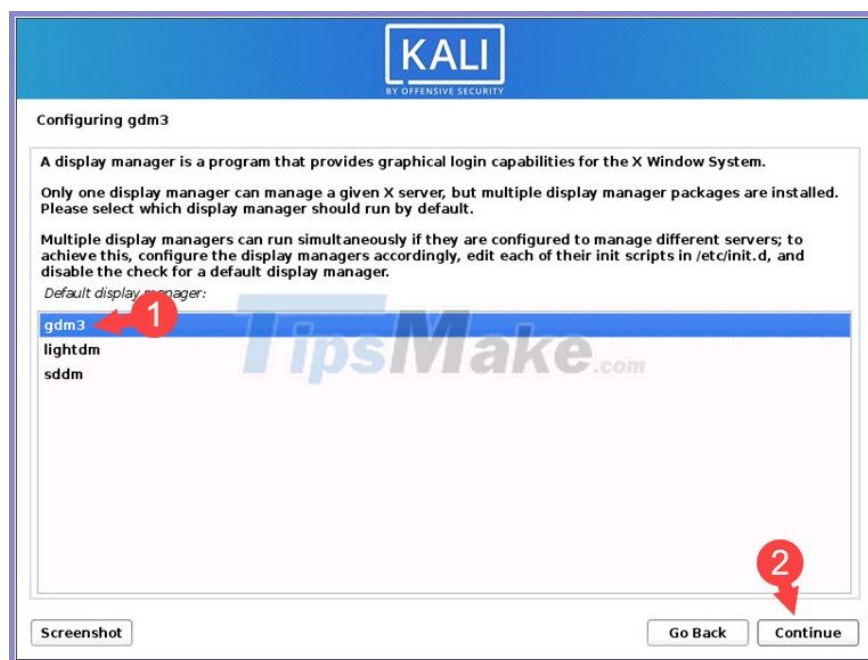 KALI
BY OFFENSIVE SECURITY
Configuring gdm3
A display manager is a program that provides graphical login capabilities for the X Window System.
Only one display manager can manage a given X server, but multiple display manager packages are installed.
Please select which display manager should run by default.
Multiple display managers can run simultaneously if they are configured to manage different servers; to
achieve this, configure the display managers accordingly, edit each of their init scripts in /etc/init.d, and
disable the check for a default display manager.
Default display manager:
1
gdm3
lightdm
sddm
TipsMake.com
2
Screenshot Go Back Continue